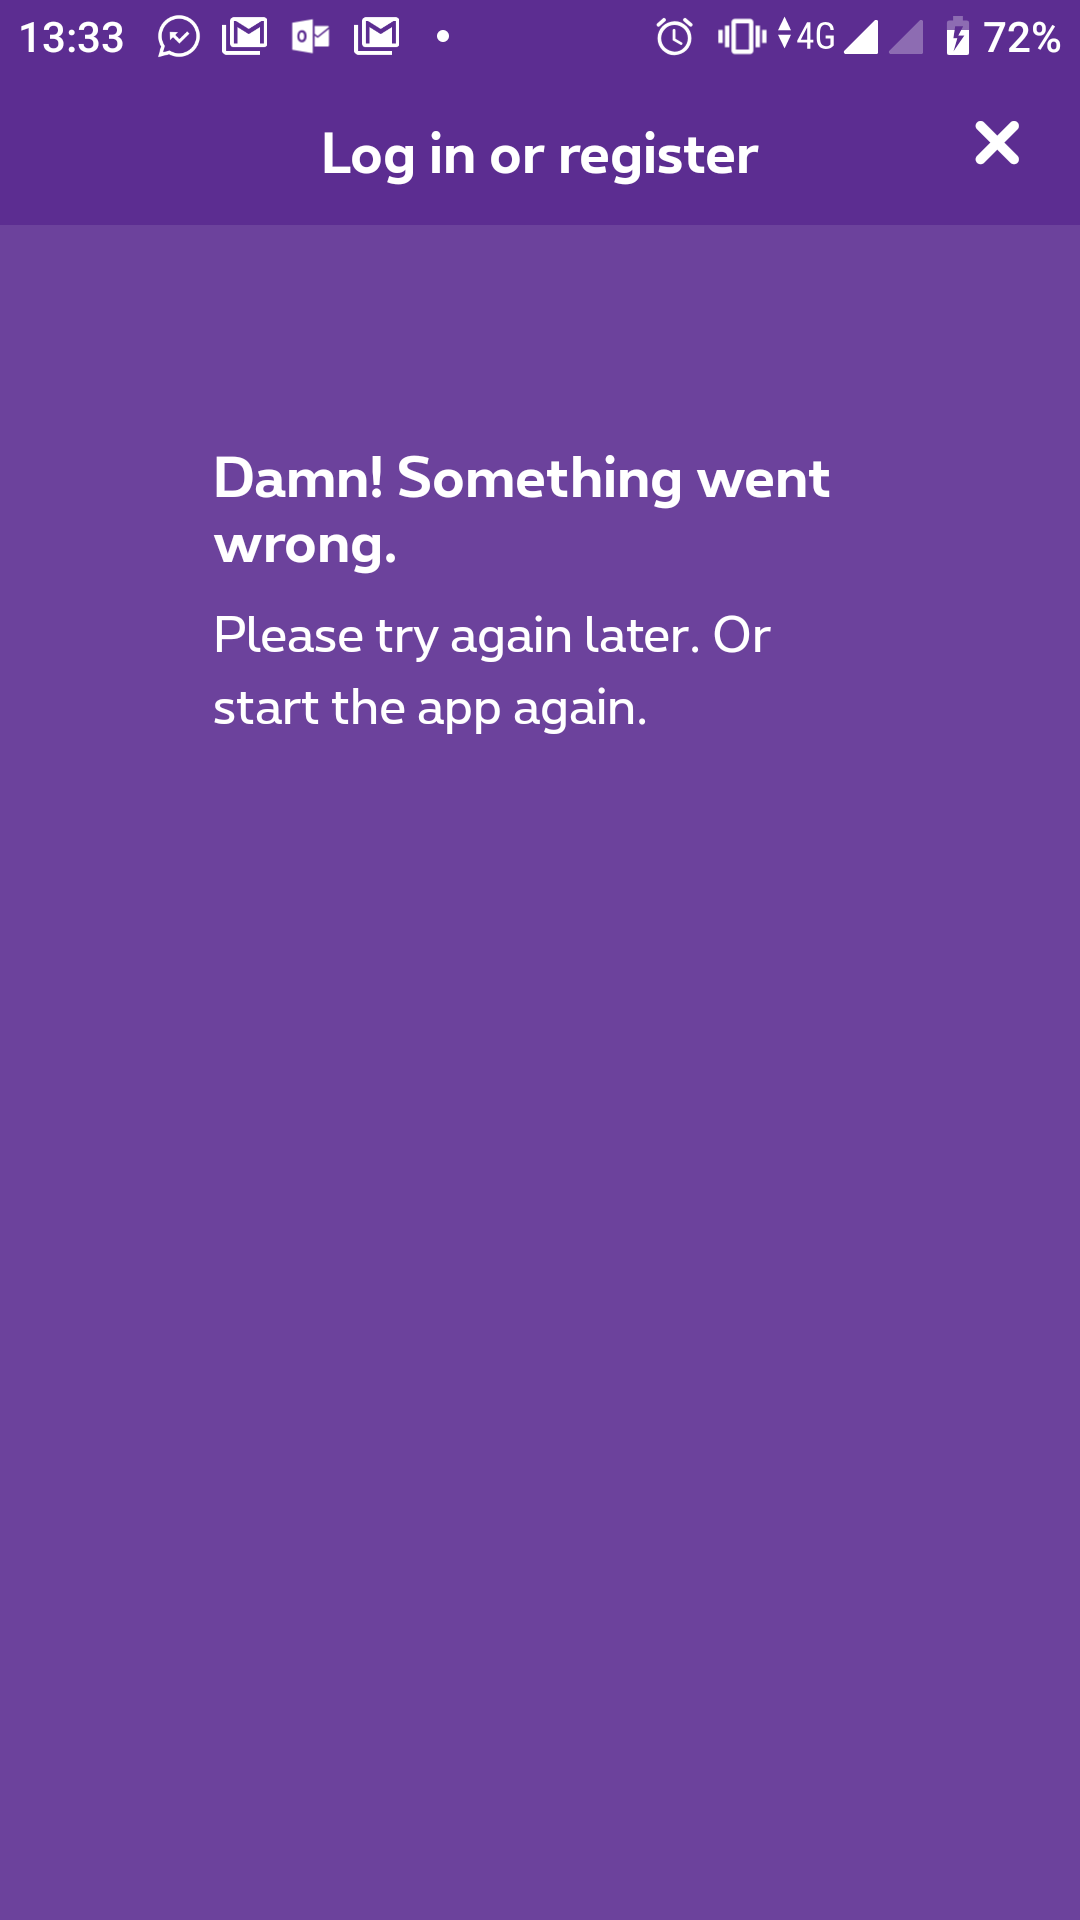 13:33 4G 72%
Log in or register
Damn! Something went
wrong.
Please try again later. Or
start the app again.